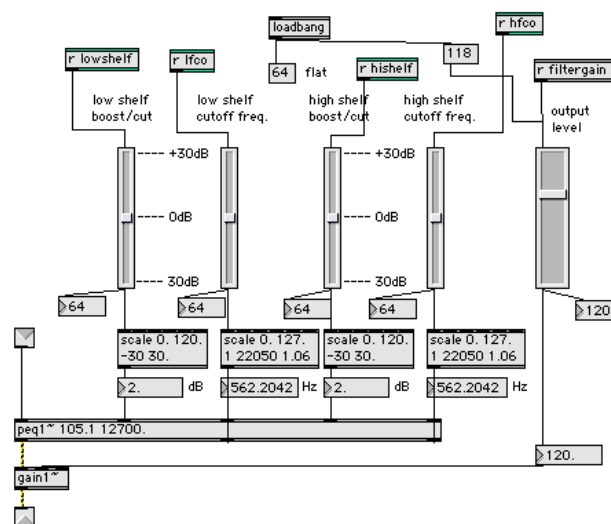 r hfco
loadbang
118
r lowshelf
r lfco
64 flat
r hishelf
r filtergain
low shelf
boost/cut
low shelf
cutoff freq.
high shelf
boost/cut
high shelf
cutoff freq.
output
level
+30dB
+30dB
0dB
0dB
30dB
30dB
64
64
64
64
120
scale 0. 120.
-30 30.
scale 0. 127.
1 22050 1.06
scale 0. 120.
-30 30.
scale 0. 127.
1 22050 1.06
2. dB
562.2042 Hz
2. dB
562.2042 Hz
peq1~ 105.1 12700.
120.
gain1~